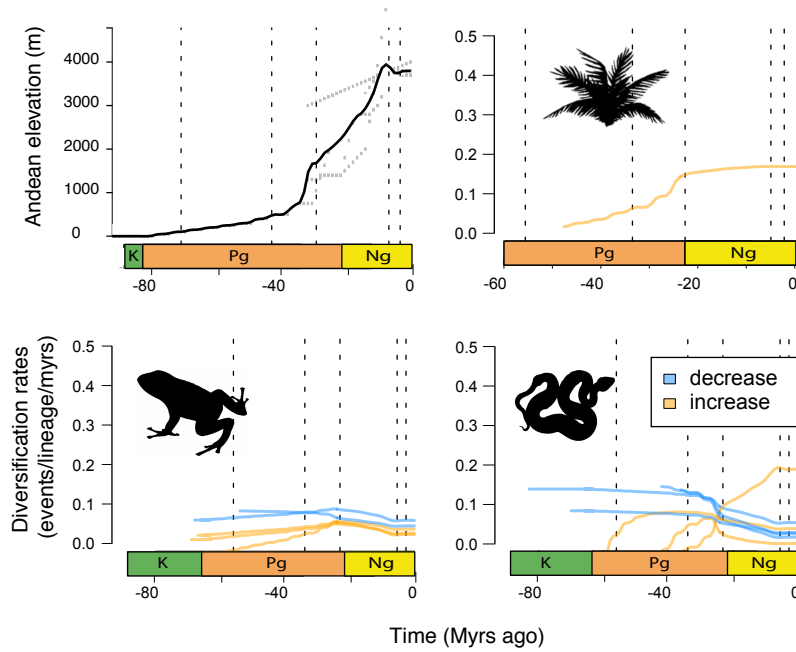 Andean elevation (m)
4000
3000
2000
1000
0
K Pg Ng
-80 -40 0
0.5
0.4
0.3
0.2
0.1
0.0
Pg Ng
-60 -40 -20 0
Diversification rates
(events/lineage/myrs)
0.5
0.4
0.3
0.2
0.1
0.0
K Pg Ng
-80 -40 0
0.5
0.4
0.3
0.2
0.1
0.0
decrease
increase
K Pg Ng
-80 -40 0
Time (Myrs ago)